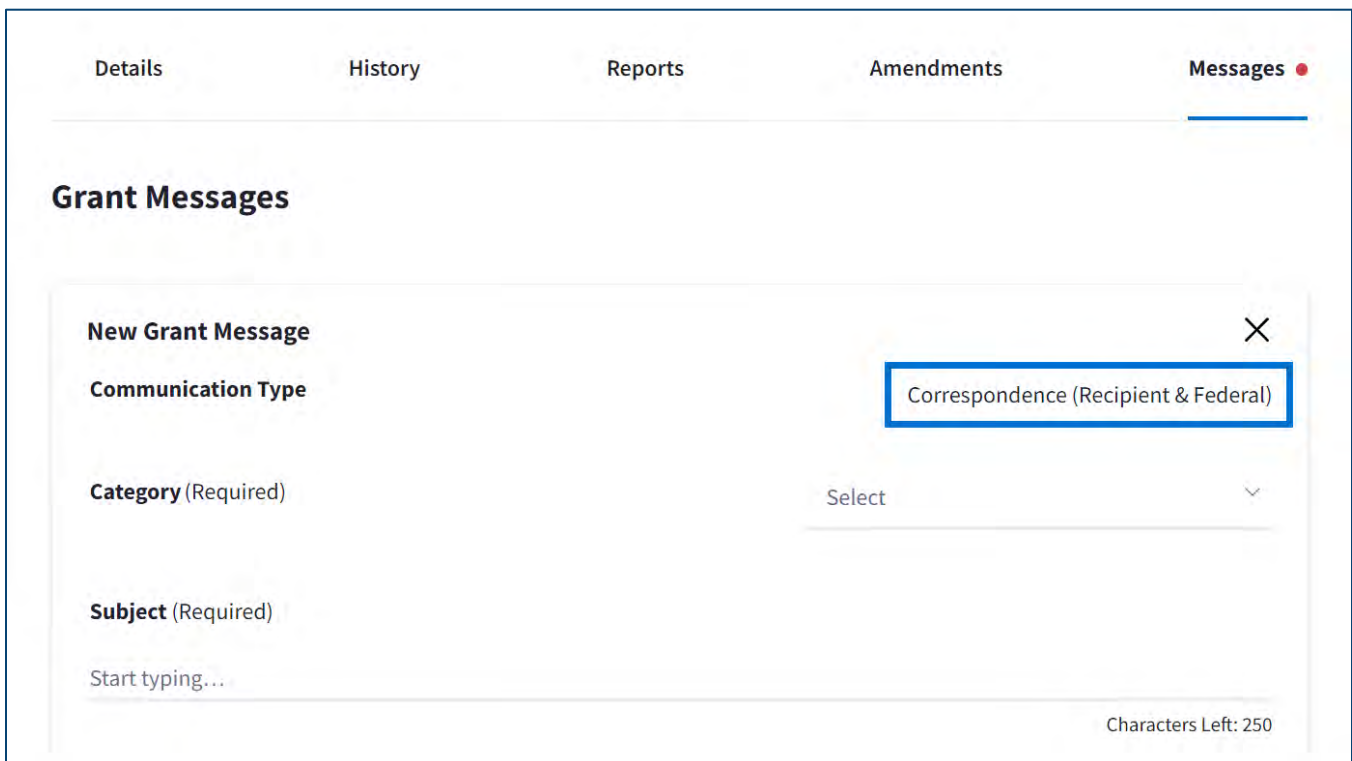 Details History Reports Amendments Messages
Grant Messages
New Grant Message
Communication Type Correspondence (Recipient & Federal)
Category (Required) Select
Subject (Required)
Start typing...
Characters Left: 250